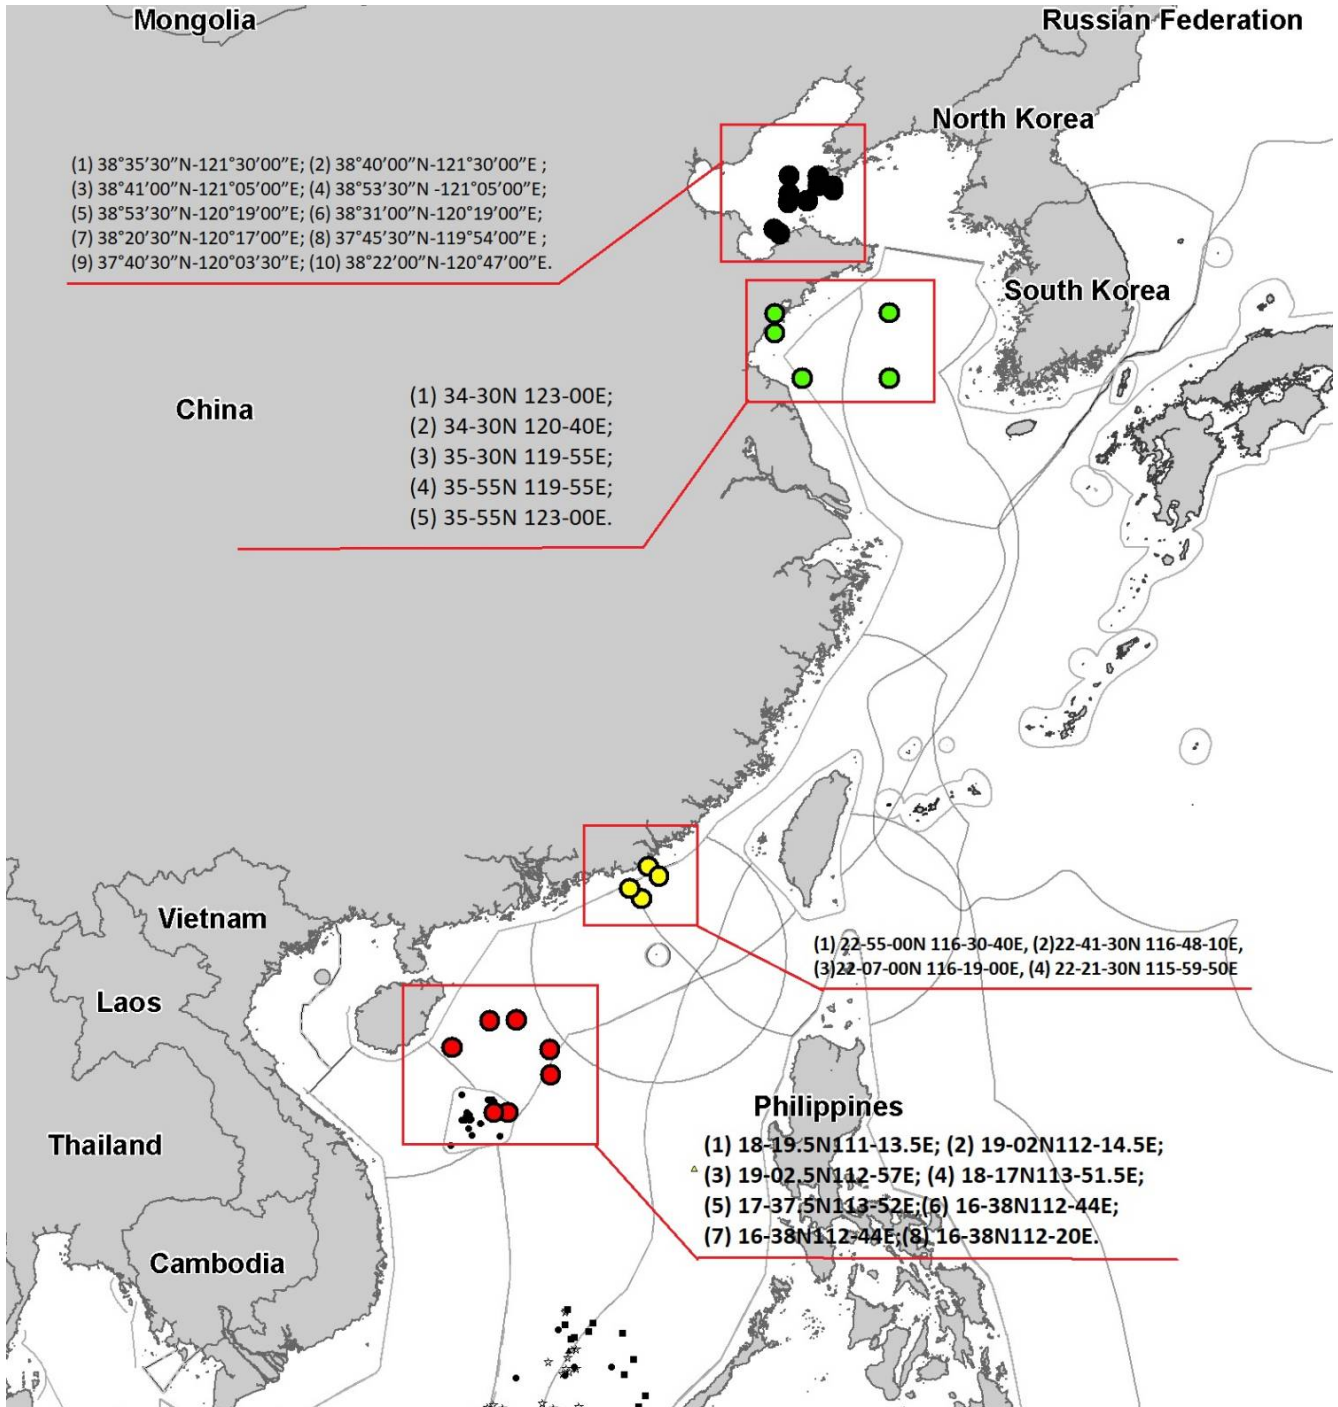 Mongolia
Russian Federation
North Korea
(1) 38°35’30”N-121°30’00”E; (2) 38°40’00”N-121°30’00”E ;
(3) 38°41’00”N-121°05’00”E; (4) 38°53’30”N -121°05’00”E;
(5) 38°53’30”N-120°19’00”E; (6) 38°31’00”N-120°19’00”E;
(7) 38°20’30”N-120°17’00”E; (8) 37°45’30”N-119°54’00”E ;
(9) 37°40’30”N-120°03’30”E; (10) 38°22’00”N-120°47’00”E.
South Korea
China
(1) 34-30N 123-00E;
(2) 34-30N 120-40E;
(3) 35-30N 119-55E;
(4) 35-55N 119-55E;
(5) 35-55N 123-00E.
Vietnam
(1) 22-55-00N 116-30-40E, (2)22-41-30N 116-48-10E,
(3)22-07-00N 116-19-00E, (4) 22-21-30N 115-59-50E
Laos
Philippines
(1) 18-19.5N111-13.5E; (2) 19-02N112-14.5E;
(3) 19-02.5N112-57E; (4) 18-17N113-51.5E;
(5) 17-37.5N113-52E;(6) 16-38N112-44E;
(7) 16-38N112-44E;(8) 16-38N112-20E.
Thailand
Cambodia